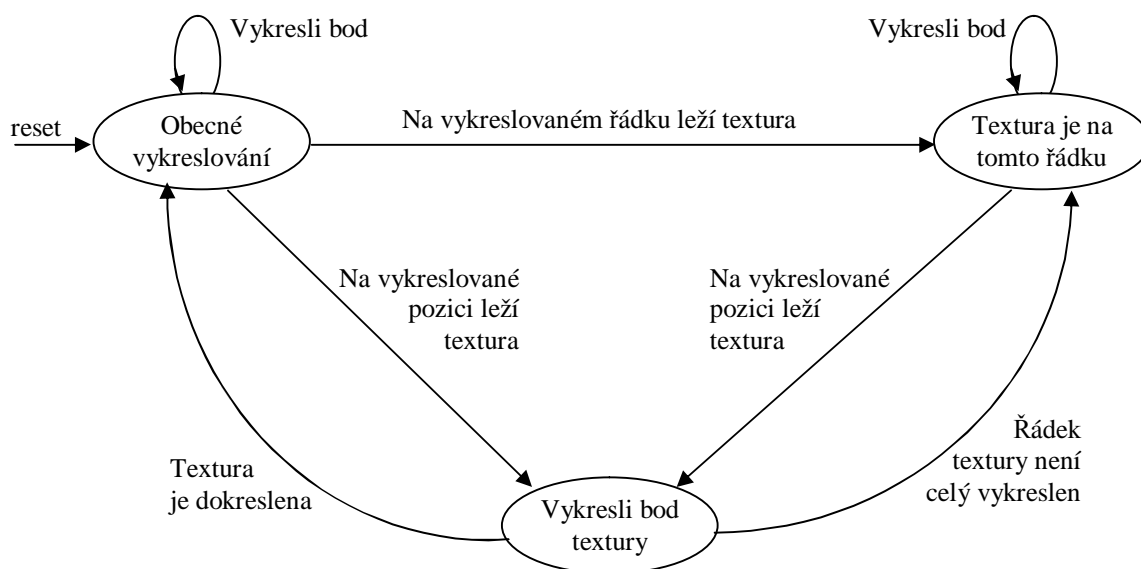 Vykresli bod
Vykresli bod
reset
Obecné
vykreslování
Na vykreslovaném řádku leží textura
Textura je na
tomto řádku
Na vykreslované
pozici leží
textura
Na vykreslované
pozici leží
textura
Textura
je dokreslena
Řádek
textury není
celý vykreslen
Vykresli bod
textury